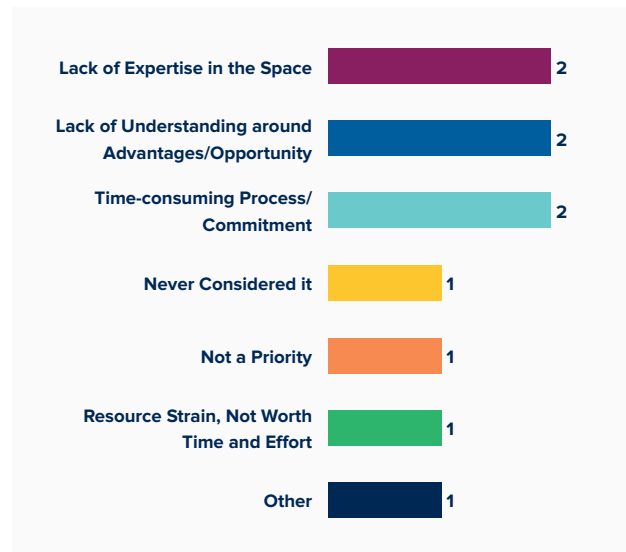 Lack of Expertise in the Space 2
Lack of Understanding around
Advantages/Opportunity 2
Time-consuming Process/
Commitment 2
Never Considered it 1
Not a Priority 1
Resource Strain, Not Worth
Time and Effort 1
Other 1